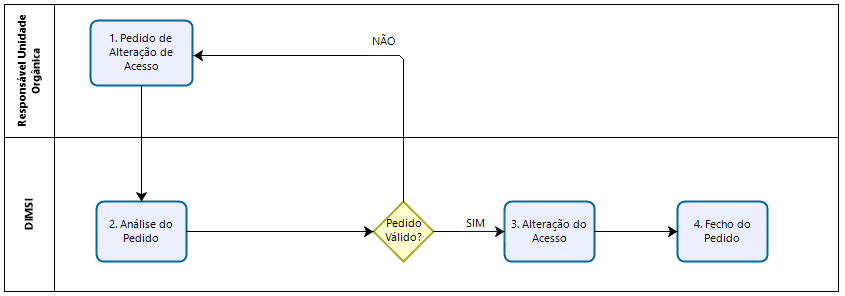 Responsável Unidade
Orgânica
1. Pedido de
Alteração de
Acesso
NÃO
DIMSI
2. Análise do
Pedido
Pedido
Válido?
SIM
3. Alteração do
Acesso
4. Fecho do
Pedido